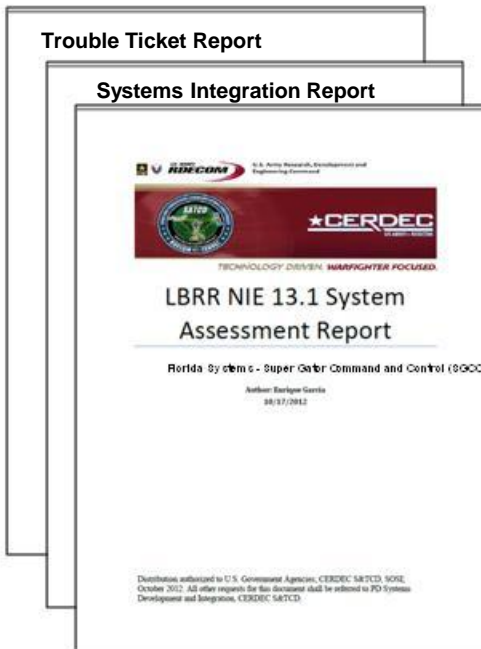 Trouble Ticket Report
Systems Integration Report
U.S. ARMY
RDECOM
U.S. Army Research, Development and
Engineering Command
SATCD
★CERDEC
TECHNOLOGY DRIVEN. WARFIGHTER FOCUSED.
LBRR NIE 13.1 System
Assessment Report
Florida Systems - Super Gator Command and Control (SGCC
Author: Enrique Garcia
10/17/2012
Distribution authorized to U.S. Government Agencies, CERDEC S&TCD, SOSI,
October 2012. All other requests for this document shall be referred to PD Systems
Development and Integration, CERDEC S&TCD.